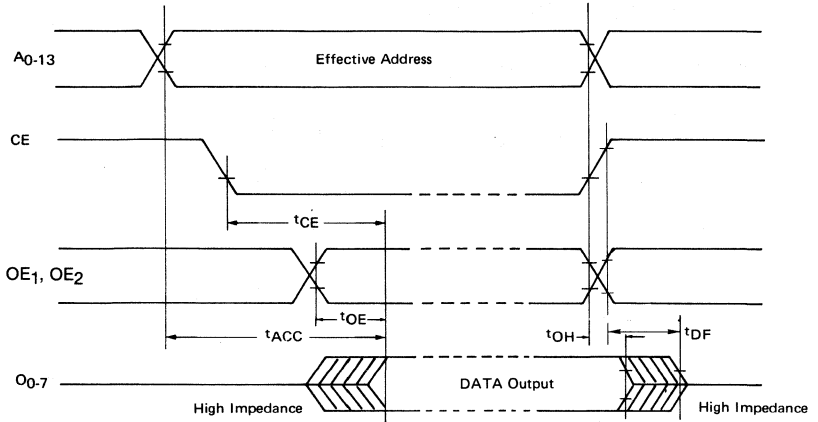 A0-13
Effective Address
CE
tCE
OE1, OE2
tOE
tACC
tOH
tDF
O0-7
DATA Output
High Impedance
High Impedance